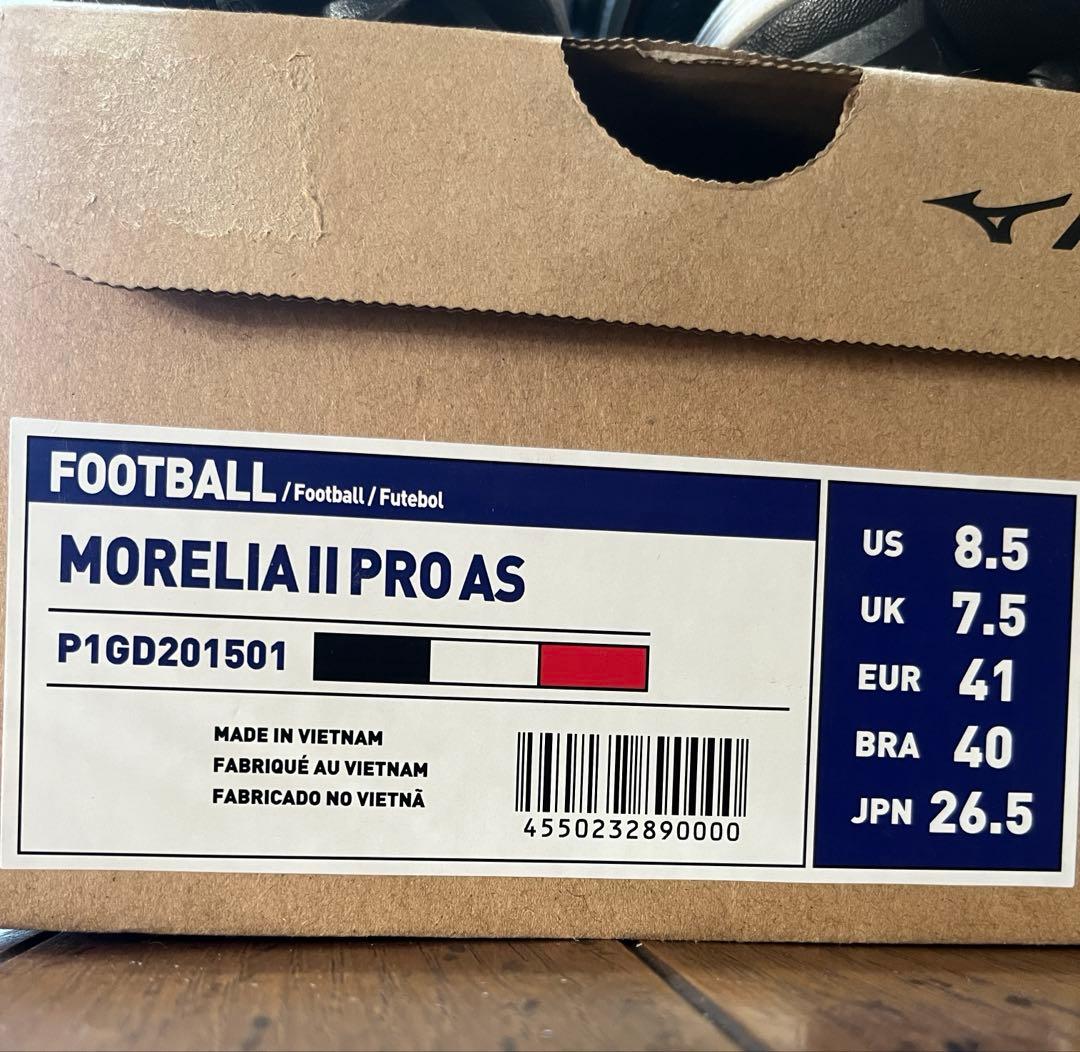 FOOTBALL / Football / Futebol
MORELIA II PRO AS
P1GD201501
MADE IN VIETNAM
FABRIQUÉ AU VIETNAM
FABRICADO NO VIETNÃ
4550232890000
US 8.5
UK 7.5
EUR 41
BRA 40
JPN 26.5